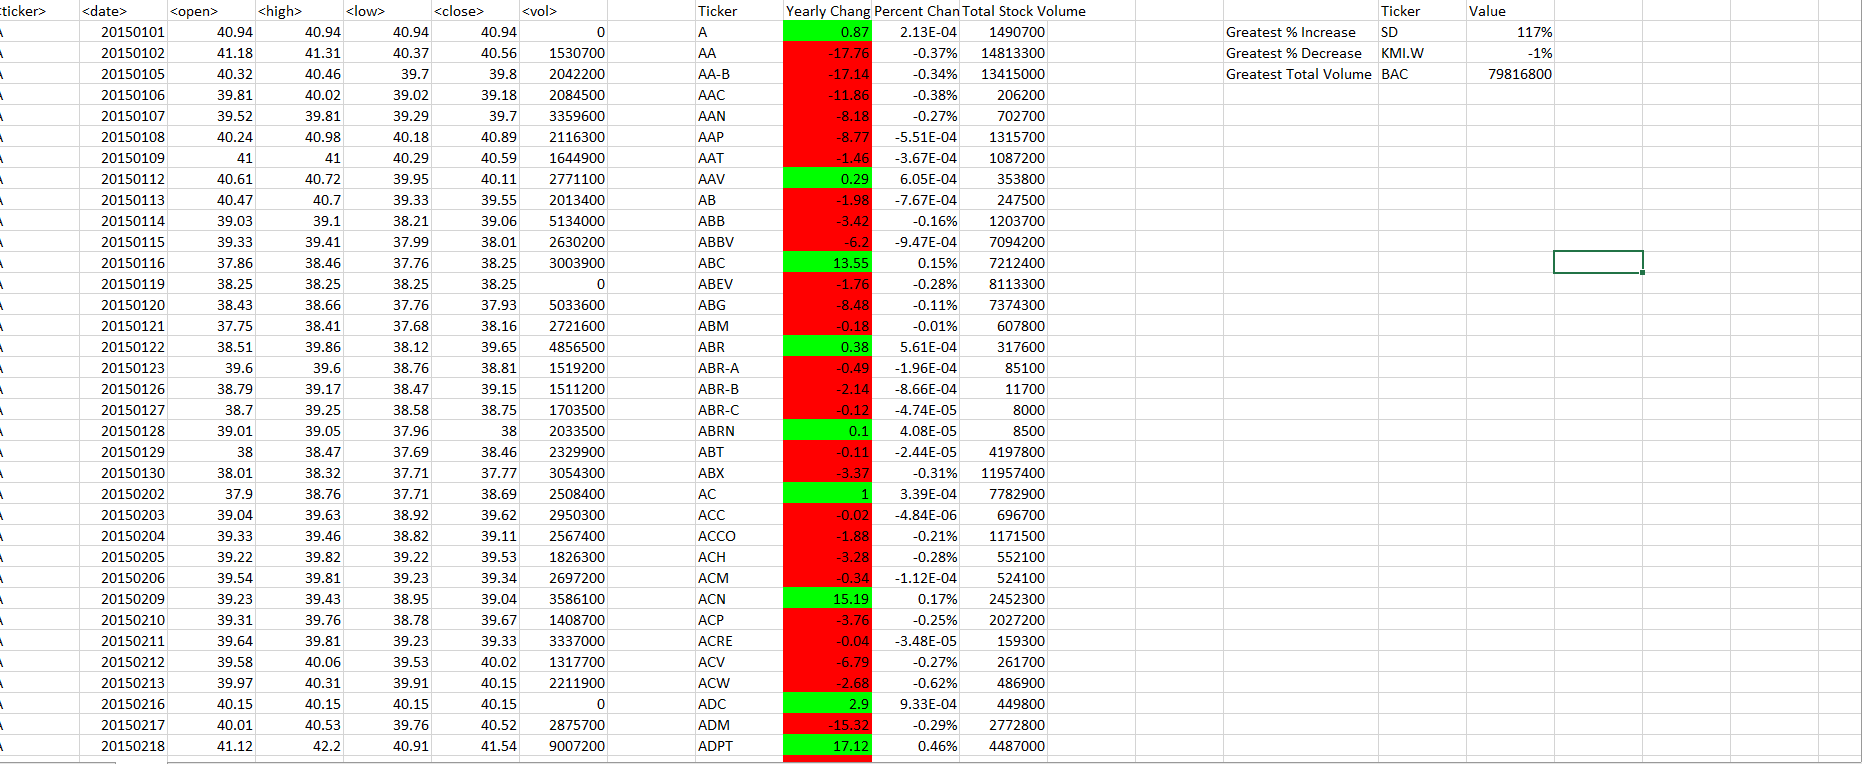 ticker> <date> <open> <high> <low> <close> <vol> Ticker Yearly Chang Percent Chan Total Stock Volume Ticker Value
A 20150101 40.94 40.94 40.94 40.94 0 A 0.87 2.13E-04 1490700 Greatest % Increase SD 117%
A 20150102 41.18 41.31 40.37 40.56 1530700 AA -17.76 -0.37% 14813300 Greatest % Decrease KMI.W -1%
A 20150105 40.32 40.46 39.7 39.8 2042200 AA-B -17.14 -0.34% 13415000 Greatest Total Volume BAC 79816800
A 20150106 39.81 40.02 39.02 39.18 2084500 AAC -11.86 -0.38% 206200
A 20150107 39.52 39.81 39.29 39.7 3359600 AAN -8.18 -0.27% 702700
A 20150108 40.24 40.98 40.18 40.89 2116300 AAP -8.77 -5.51E-04 1315700
A 20150109 41 41 40.29 40.59 1644900 AAT -1.46 -3.67E-04 1087200
A 20150112 40.61 40.72 39.95 40.11 2771100 AAV 0.29 6.05E-04 353800
A 20150113 40.47 40.7 39.33 39.55 2013400 AB -1.98 -7.67E-04 247500
A 20150114 39.03 39.1 38.21 39.06 5134000 ABB -3.42 -0.16% 1203700
A 20150115 39.33 39.41 37.99 38.01 2630200 ABBV -6.2 -9.47E-04 7094200
A 20150116 37.86 38.46 37.76 38.25 3003900 ABC 13.55 0.15% 7212400
A 20150119 38.25 38.25 38.25 38.25 0 ABEV -1.76 -0.28% 8113300
A 20150120 38.43 38.66 37.76 37.93 5033600 ABG -8.48 -0.11% 7374300
A 20150121 37.75 38.41 37.68 38.16 2721600 ABM -0.18 -0.01% 607800
A 20150122 38.51 39.86 38.12 39.65 4856500 ABR 0.38 5.61E-04 317600
A 20150123 39.6 39.6 38.76 38.81 1519200 ABR-A -0.49 -1.96E-04 85100
A 20150126 38.79 39.17 38.47 39.15 1511200 ABR-B -2.14 -8.66E-04 11700
A 20150127 38.7 39.25 38.58 38.75 1703500 ABR-C -0.12 -4.74E-05 8000
A 20150128 39.01 39.05 37.96 38 2033500 ABRN 0.1 4.08E-05 8500
A 20150129 38 38.47 37.69 38.46 2329900 ABT -0.11 -2.44E-05 4197800
A 20150130 38.01 38.32 37.71 37.77 3054300 ABX -3.37 -0.31% 11957400
A 20150202 37.9 38.76 37.71 38.69 2508400 AC 1 3.39E-04 7782900
A 20150203 39.04 39.63 38.92 39.62 2950300 ACC -0.02 -4.84E-06 696700
A 20150204 39.33 39.46 38.82 39.11 2567400 ACCO -1.88 -0.21% 1171500
A 20150205 39.22 39.82 39.22 39.53 1826300 ACH -3.28 -0.28% 552100
A 20150206 39.54 39.81 39.23 39.34 2697200 ACM -0.34 -1.12E-04 524100
A 20150209 39.23 39.43 38.95 39.04 3586100 ACN 15.19 0.17% 2452300
A 20150210 39.31 39.76 38.78 39.67 1408700 ACP -3.76 -0.25% 2027200
A 20150211 39.64 39.81 39.23 39.33 3337000 ACRE -0.04 -3.48E-05 159300
A 20150212 39.58 40.06 39.53 40.02 1317700 ACV -6.79 -0.27% 261700
A 20150213 39.97 40.31 39.91 40.15 2211900 ACW -2.68 -0.62% 486900
A 20150216 40.15 40.15 40.15 40.15 0 ADC 2.9 9.33E-04 449800
A 20150217 40.01 40.53 39.76 40.52 2875700 ADM -15.32 -0.29% 2772800
A 20150218 41.12 42.2 40.91 41.54 9007200 ADPT 17.12 0.46% 4487000